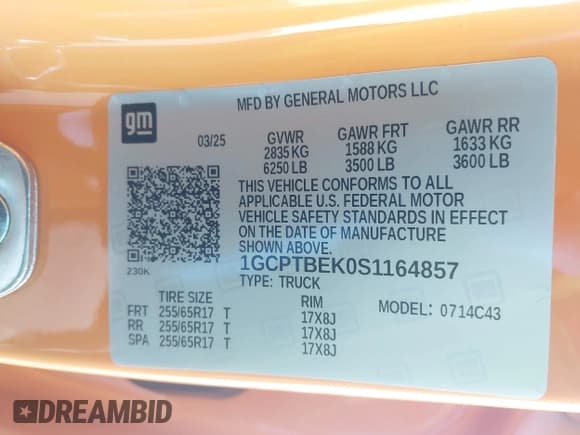 gm
MFD BY GENERAL MOTORS LLC
03/25 GVWR GAWR FRT GAWR RR
2835 KG 1588 KG 1633 KG
6250 LB 3500 LB 3600 LB
THIS VEHICLE CONFORMS TO ALL
APPLICABLE U.S. FEDERAL MOTOR
VEHICLE SAFETY STANDARDS IN EFFECT
ON THE DATE OF MANUFACTURE
SHOWN ABOVE.
230K
1GCPTBEK0S1164857
TYPE: TRUCK
TIRE SIZE RIM MODEL: 0714C43
FRT 255/65R17 T 17X8J
RR 255/65R17 T 17X8J
SPA 255/65R17 T 17X8J
DREAMBID